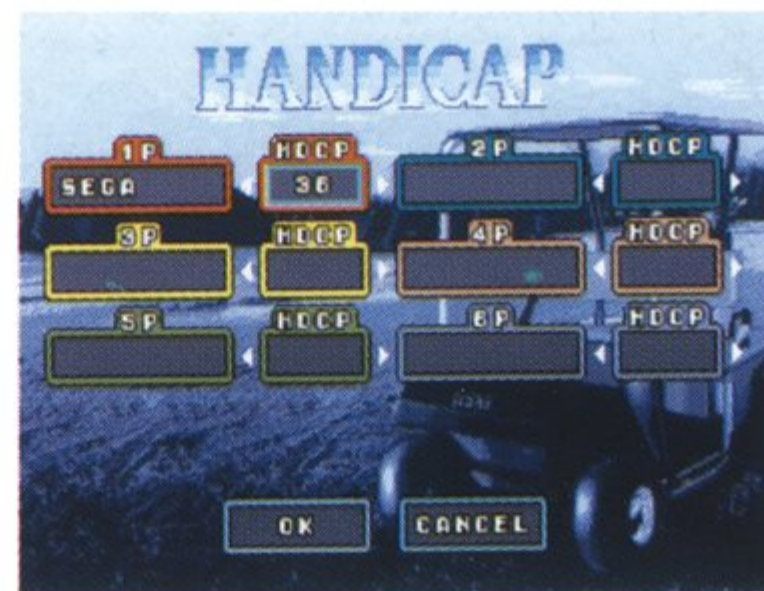 HANDICAP
1P HDCP 2P HDCP
SEGA 36
3P HDCP 4P HDCP
5P HDCP 6P HDCP
OK CANCEL